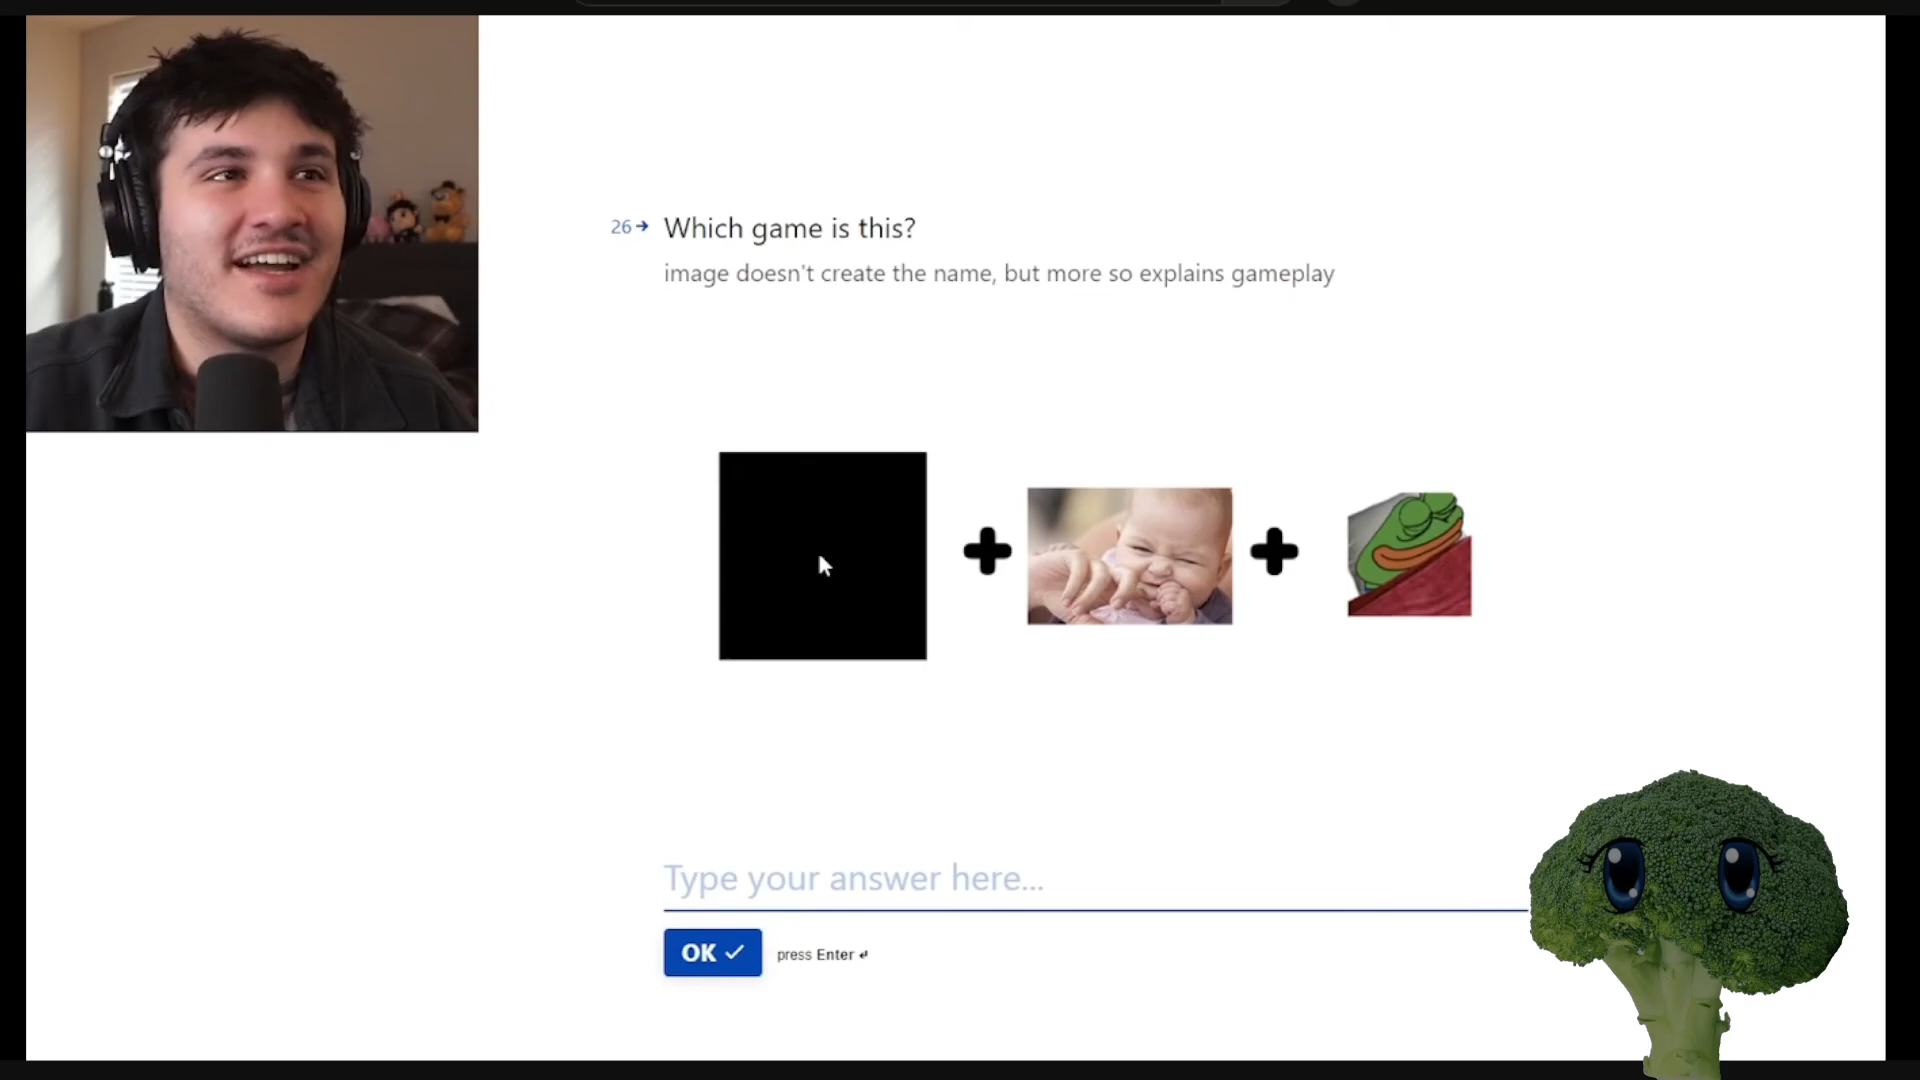 26→ Which game is this?
image doesn't create the name, but more so explains gameplay
Type your answer here...
OK ✓ press Enter ↵